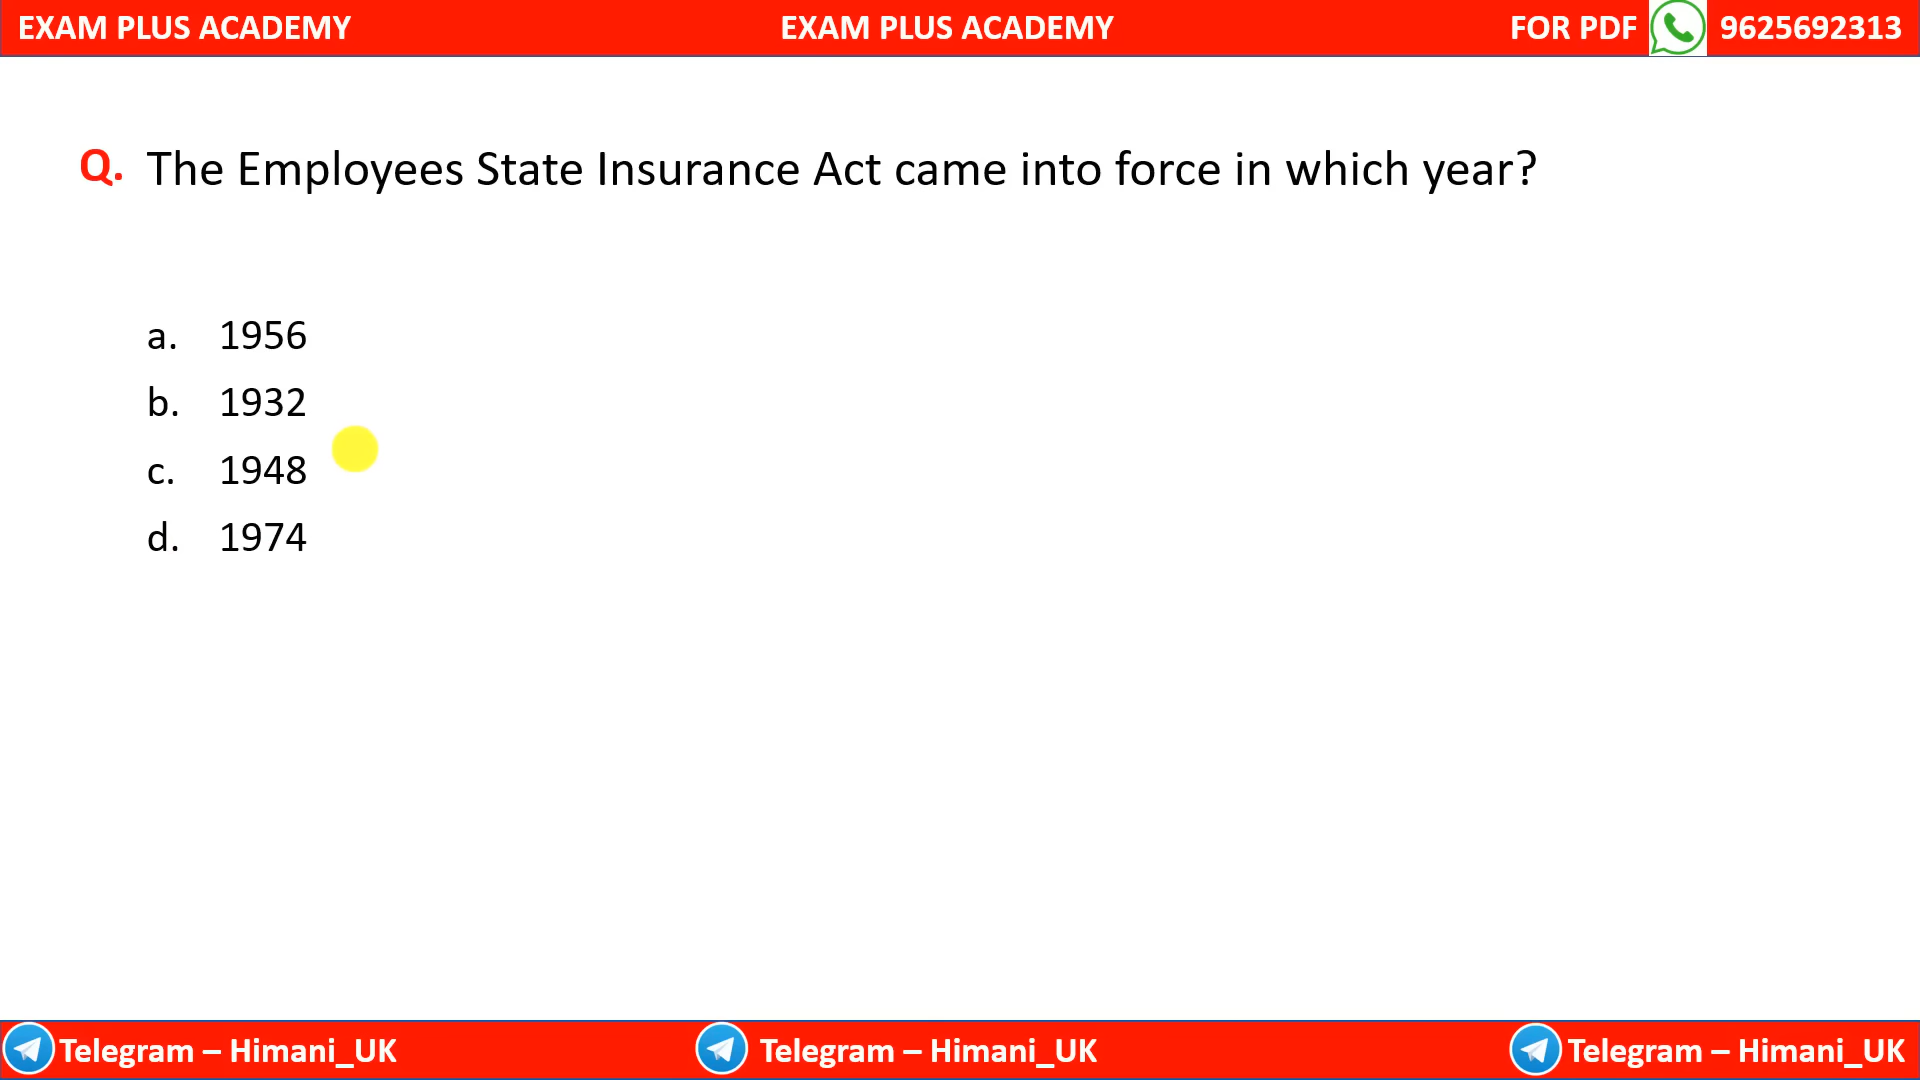 EXAM PLUS ACADEMY EXAM PLUS ACADEMY FOR PDF 9625692313
Q. The Employees State Insurance Act came into force in which year?
a. 1956
b. 1932
c. 1948
d. 1974
Telegram – Himani_UK Telegram – Himani_UK Telegram – Himani_UK